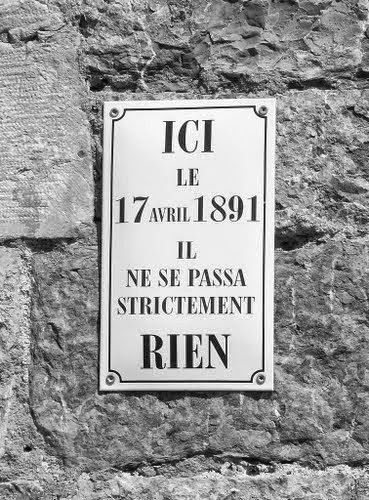 ICI
LE
17 AVRIL 1891
IL
NE SE PASSA
STRICTEMENT
RIEN